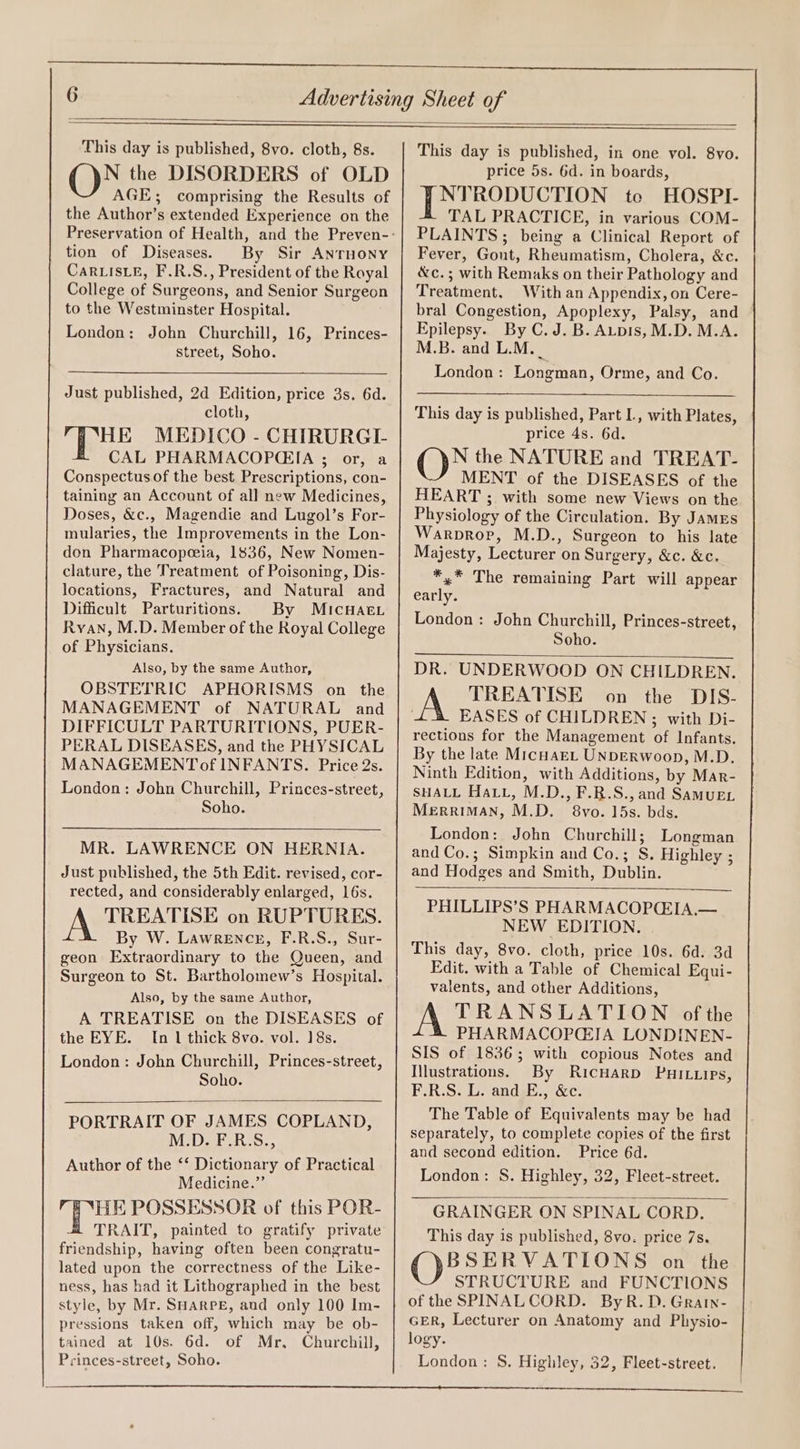 6 Advertising Sheet of
This day is published, 8vo. cloth, 8s.
ON the DISORDERS of OLD
AGE; comprising the Results of
the Author's extended Experience on the
Preservation of Health, and the Preven-
tion of Diseases. By Sir ANTHONY
CARLISLE, F.R.S., President of the Royal
College of Surgeons, and Senior Surgeon
to the Westminster Hospital.
London: John Churchill, 16, Princes-
street, Soho.
Just published, 2d Edition, price 3s. 6d.
cloth,
THE MEDICO-CHIRURGI-
CAL PHARMACOPŒIA; or, a
Conspectus of the best Prescriptions, con-
taining an Account of all new Medicines,
Doses, &c., Magendie and Lugol's For-
mularies, the Improvements in the Lon-
don Pharmacopœia, 1836, New Nomen-
clature, the Treatment of Poisoning, Dis-
locations, Fractures, and Natural and
Difficult Parturitions. By MICHAEL
RYAN, M.D. Member of the Royal College
of Physicians.
Also, by the same Author,
OBSTETRIC APHORISMS on the
MANAGEMENT of NATURAL and
DIFFICULT PARTURITIONS, PUER-
PERAL DISEASES, and the PHYSICAL
MANAGEMENT of INFANTS. Price 2s.
London: John Churchill, Princes-street,
Soho.
MR. LAWRENCE ON HERNIA.
Just published, the 5th Edit. revised, cor-
rected, and considerably enlarged, 16s.
A TREATISE on RUPTURES.
By W. LAWRENCE, F.R.S., Sur-
geon Extraordinary to the Queen, and
Surgeon to St. Bartholomew's Hospital.
Also, by the same Author,
A TREATISE on the DISEASES of
the EYE. In 1 thick 8vo. vol. 18s.
London: John Churchill, Princes-street,
Soho.
PORTRAIT OF JAMES COPLAND,
M.D. F.R.S.,
Author of the “Dictionary of Practical
Medicine.”
THE POSSESSOR of this POR-
TRAIT, painted to gratify private
friendship, having often been congratu-
lated upon the correctness of the Like-
ness, has had it Lithographed in the best
style, by Mr. SHARPE, and only 100 Im-
pressions taken off, which may be ob-
tained at 10s. 6d. of Mr. Churchill,
Princes-street, Soho.
This day is published, in one vol. 8vo.
price 5s. 6d. in boards,
INTRODUCTION to HOSPI-
TAL PRACTICE, in various COM-
PLAINTS; being a Clinical Report of
Fever, Gout, Rheumatism, Cholera, &c.
&c.; with Remaks on their Pathology and
Treatment. With an Appendix, on Cere-
bral Congestion, Apoplexy, Palsy, and
Epilepsy. By C. J. B. ALDIS, M.D. M.A.
M.B. and L.M.
London: Longman, Orme, and Co.
This day is published, Part I., with Plates,
price 4s. 6d.
ON the NATURE and TREAT-
MENT of the DISEASES of the
HEART; with some new Views on the
Physiology of the Circulation. By JAMES
WARDROP, M.D., Surgeon to his late
Majesty, Lecturer on Surgery, &c. &c.
*** The remaining Part will appear
early.
London: John Churchill, Princes-street,
Soho.
DR. UNDERWOOD ON CHILDREN.
A TREATISE on the DIS-
EASES of CHILDREN; with Di-
rections for the Management of Infants.
By the late MICHAEL UNDERWOOD, M.D.
Ninth Edition, with Additions, by MAR-
SHALL HALL, M.D., F.R.S., and SAMUEL
MERRIMAN, M.D. 8vo. 15s. bds.
London: John Churchill; Longman
and Co.; Simpkin and Co.; S. Highley;
and Hodges and Smith, Dublin.
PHILLIPS'S PHARMACOPŒIA.—
NEW EDITION.
This day, 8vo. cloth, price 10s. 6d. 3d
Edit. with a Table of Chemical Equi-
valents, and other Additions,
A TRANSLATION of the
PHARMACOPŒIA LONDINEN-
SIS of 1836; with copious Notes and
Illustrations. By RICHARD PHILLIPS,
F.R.S. L. and E., &c.
The Table of Equivalents may be had
separately, to complete copies of the first
and second edition. Price 6d.
London: S. Highley, 32, Fleet-street.
GRAINGER ON SPINAL CORD.
This day is published, 8vo. price 7s.
OBSERVATIONS on the
STRUCTURE and FUNCTIONS
of the SPINAL CORD. By R. D. GRAIN-
GER, Lecturer on Anatomy and Physio-
logy.
London: S. Highley, 32, Fleet-street.